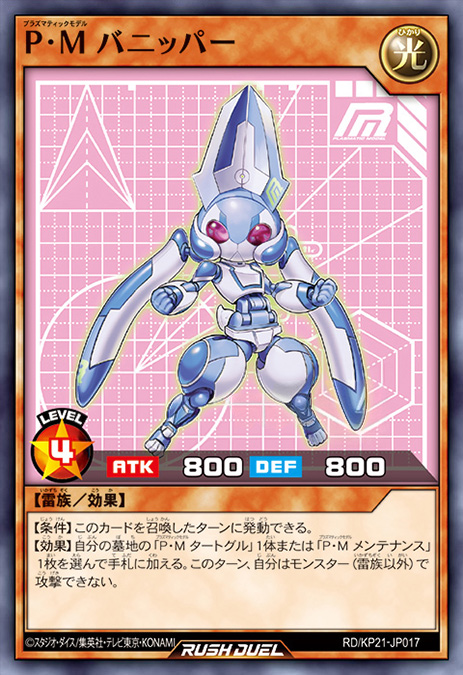 プラズマティックモデル
P・M バニッパー
ひかり
光
LEVEL
4
ATK 800 DEF 800
【雷族／効果】
【条件】このカードを召喚したターンに発動できる。
【効果】自分の墓地の「P・M タートグル」1体または「P・M メンテナンス」
1枚を選んで手札に加える。このターン、自分はモンスター(雷族以外)で
攻撃できない。
©スタジオ・ダイス/集英社・テレビ東京・KONAMI
RUSH DUEL
RD/KP21-JP017